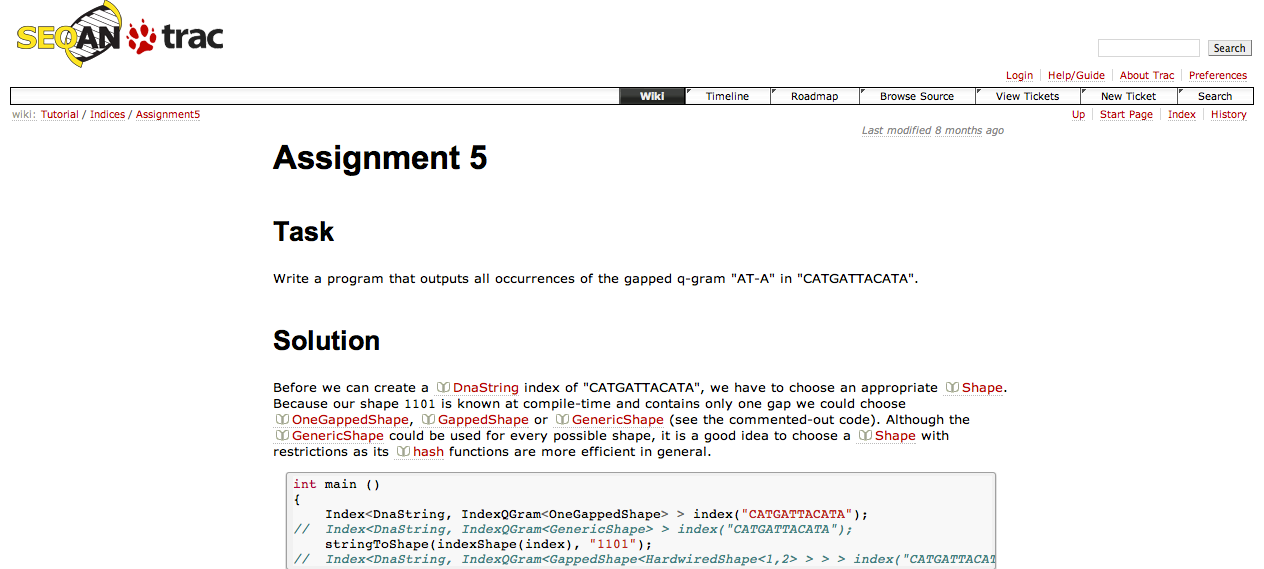 SEQAN trac
Search
Login Help/Guide About Trac Preferences
Wiki Timeline Roadmap Browse Source View Tickets New Ticket Search
wiki: Tutorial / Indices / Assignment5
Up Start Page Index History
Last modified 8 months ago
Assignment 5
Task
Write a program that outputs all occurrences of the gapped q-gram "AT-A" in "CATGATTACATA".
Solution
Before we can create a DnaString index of "CATGATTACATA", we have to choose an appropriate Shape.
Because our shape 1101 is known at compile-time and contains only one gap we could choose
OneGappedShape, GappedShape or GenericShape (see the commented-out code). Although the
GenericShape could be used for every possible shape, it is a good idea to choose a Shape with
restrictions as its hash functions are more efficient in general.
int main ()
{
    Index<DnaString, IndexQGram<OneGappedShape> > index("CATGATTACATA");
//  Index<DnaString, IndexQGram<GenericShape> > index("CATGATTACATA");
    stringToShape(indexShape(index), "1101");
//  Index<DnaString, IndexQGram<GappedShape<HardwiredShape<1,2> > > > index("CATGATTACAT